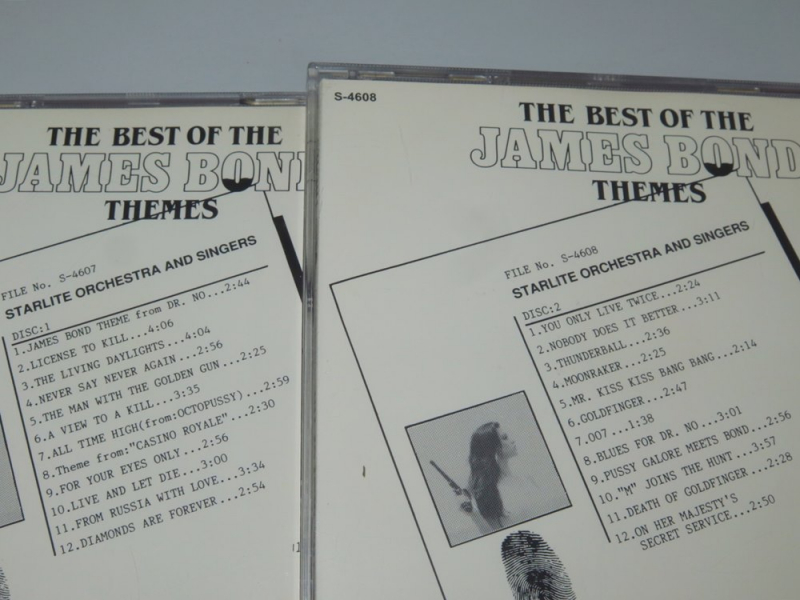 THE BEST OF THE
JAMES BOND
THEMES
FILE No. S-4607
STARLITE ORCHESTRA AND SINGERS
DISC:1
1.JAMES BOND THEME from DR. NO...2:44
2.LICENSE TO KILL...4:06
3.THE LIVING DAYLIGHTS...4:04
4.NEVER SAY NEVER AGAIN...2:56
5.THE MAN WITH THE GOLDEN GUN...2:25
6.A VIEW TO A KILL...3:35
7.ALL TIME HIGH(from:OCTOPUSSY)...2:59
8.Theme from:"CASINO ROYALE"...2:30
9.FOR YOUR EYES ONLY...2:56
10.LIVE AND LET DIE...3:00
11.FROM RUSSIA WITH LOVE...3:34
12.DIAMONDS ARE FOREVER...2:54
S-4608
THE BEST OF THE
JAMES BOND
THEMES
FILE No. S-4608
STARLITE ORCHESTRA AND SINGERS
DISC:2
1.YOU ONLY LIVE TWICE...2:24
2.NOBODY DOES IT BETTER...3:11
3.THUNDERBALL...2:36
4.MOONRAKER...2:25
5.MR. KISS KISS BANG BANG...2:14
6.GOLDFINGER...2:47
7.007...1:38
8.BLUES FOR DR. NO...3:01
9.PUSSY GALORE MEETS BOND...2:56
10."M" JOINS THE HUNT...3:57
11.DEATH OF GOLDFINGER...2:28
12.ON HER MAJESTY'S
SECRET SERVICE...2:50